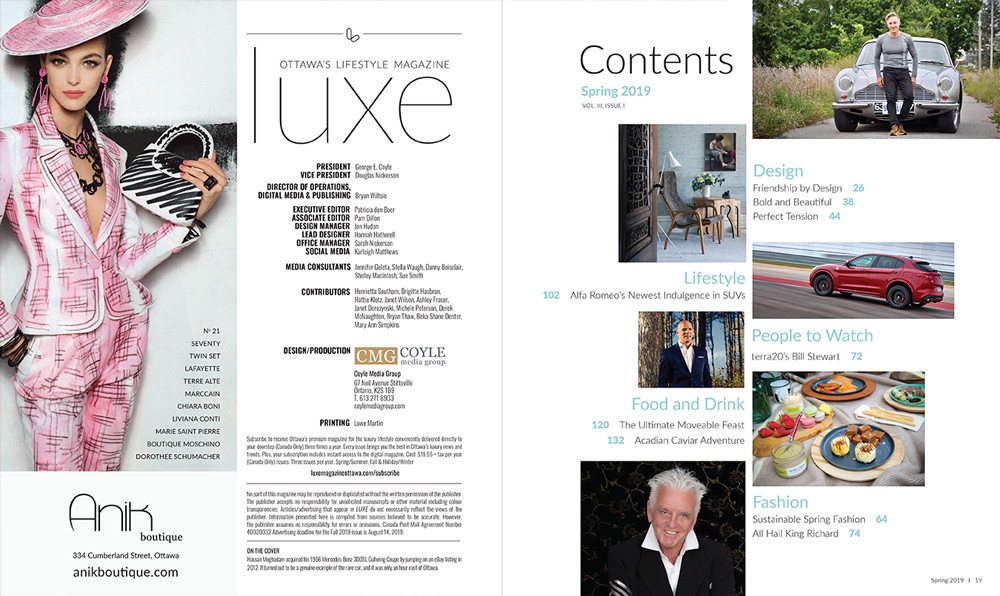 N° 21
SEVENTY
TWIN SET
LAFAYETTE
TERRE ALTE
MARCCAIN
CHIARA BONI
LIVIANA CONTI
MARIE SAINT PIERRE
BOUTIQUE MOSCHINO
DOROTHEE SCHUMACHER
Anik
boutique
334 Cumberland Street, Ottawa
anikboutique.com
OTTAWA'S LIFESTYLE MAGAZINE
luxe
PRESIDENT George E. Coyle
VICE PRESIDENT Douglas Nickerson
DIRECTOR OF OPERATIONS,
DIGITAL MEDIA & PUBLISHING Bryan Wiltsie
EXECUTIVE EDITOR Patricia den Boer
ASSOCIATE EDITOR Pam Dillon
DESIGN MANAGER Jon Hudon
LEAD DESIGNER Hannah Hatherell
OFFICE MANAGER Sarah Nickerson
SOCIAL MEDIA Karleigh Matthews
MEDIA CONSULTANTS Jennifer Geleta, Stella Waugh, Danny Boisclair,
Shirley MacIntosh, Sue Smith
CONTRIBUTORS Henrietta Southam, Brigitte Hasbron,
Hattie Klotz, Janet Wilson, Ashley Fraser,
Janet Dorozynski, Michele Peterson, Derek
McNaughton, Bryan Thaw, Beka Shane Denter,
Mary Ann Simpkins
DESIGN/PRODUCTION CMG COYLE
media group
Coyle Media Group
67 Neil Avenue Stittsville
Ontario, K2S 1B9
T. 613 271 8903
coylemediagroup.com
PRINTING Lowe Martin
Subscribe to receive Ottawa's premium magazine for the luxury lifestyle conveniently delivered directly to
your doorstep (Canada Only) three times a year. Every issue brings you the best in Ottawa's luxury news and
trends. Plus, your subscription includes instant access to the digital magazine. Cost: $19.95 + tax per year
(Canada Only) Issues: Three issues per year, Spring/Summer, Fall & Holiday/Winter
luxemagazineottawa.com/subscribe
No part of this magazine may be reproduced or duplicated without the written permission of the publisher.
The publisher accepts no responsibility for unsolicited manuscripts or other material including colour
transparencies. Articles/advertising that appear in LUXE do not necessarily reflect the views of the
publisher. Information presented here is compiled from sources believed to be accurate. However,
the publisher assumes no responsibility for errors or omissions. Canada Post Mail Agreement Number
40020032 Advertising deadline for the Fall 2019 issue is August 14, 2019.
ON THE COVER
Hassan Moghadam acquired his 1956 Mercedes-Benz 300SL Gullwing Coupe by jumping on an eBay listing in
2012. It turned out to be a genuine example of the rare car, and it was only an hour east of Ottawa.
Contents
Spring 2019
VOL. III, ISSUE I
Design
Friendship by Design 26
Bold and Beautiful 38
Perfect Tension 44
Lifestyle
102 Alfa Romeo's Newest Indulgence in SUVs
People to Watch
terra20's Bill Stewart 72
Food and Drink
120 The Ultimate Moveable Feast
132 Acadian Caviar Adventure
Fashion
Sustainable Spring Fashion 64
All Hail King Richard 74
Spring 2019 I 19